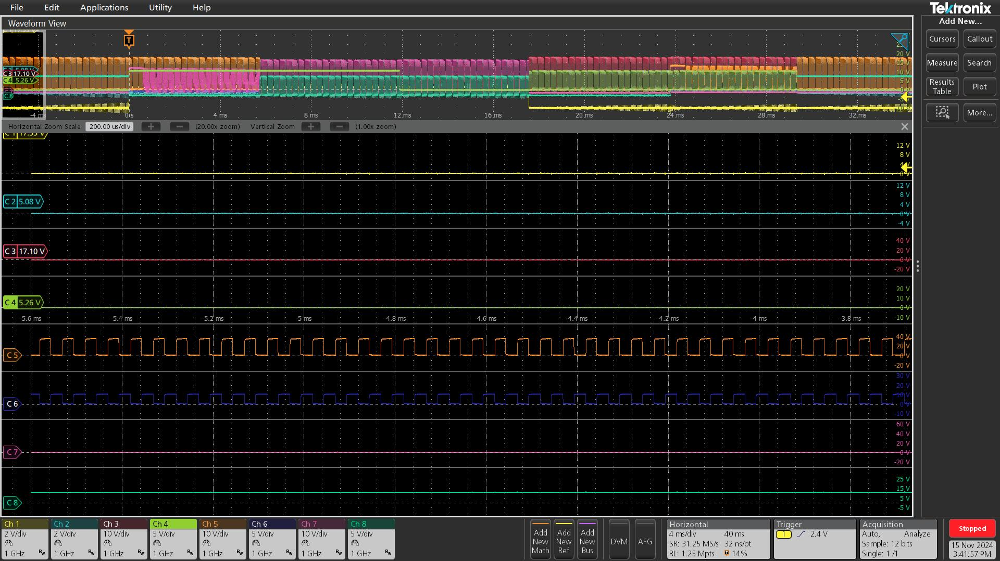 File Edit Applications Utility Help
Tektronix
Waveform View
Add New...
Cursors Callout
Measure Search
Results Table Plot
More...
T
20 V
15 V
10 V
5 V
C3 17.10 V
C4 5.26 V
C8
-4 ms 0 s 4 ms 8 ms 12 ms 16 ms 20 ms 24 ms 28 ms 32 ms
Horizontal Zoom Scale 200.00 us/div + − (20.00x zoom) Vertical Zoom + − (1.00x zoom)
C 1 17.33 V
12 V
8 V
4 V
0 V
C 2 5.08 V
12 V
8 V
4 V
0 V
-4 V
C 3 17.10 V
40 V
20 V
0 V
-20 V
C 4 5.26 V
20 V
10 V
0 V
-10 V
-5.6 ms -5.4 ms -5.2 ms -5 ms -4.8 ms -4.6 ms -4.4 ms -4.2 ms -4 ms -3.8 ms
C 5
40 V
20 V
0 V
-20 V
C 6
30 V
20 V
10 V
0 V
-10 V
C 7
60 V
40 V
20 V
0 V
-20 V
C 8
25 V
15 V
5 V
-5 V
Ch 1
2 V/div
1 GHz Bw
Ch 2
2 V/div
1 GHz Bw
Ch 3
10 V/div
1 GHz Bw
Ch 4
5 V/div
1 GHz Bw
Ch 5
10 V/div
1 GHz Bw
Ch 6
5 V/div
1 GHz Bw
Ch 7
10 V/div
1 GHz Bw
Ch 8
5 V/div
1 GHz Bw
Add New Math
Add New Ref
Add New Bus
DVM
AFG
Horizontal
4 ms/div 40 ms
SR: 31.25 MS/s 32 ns/pt
RL: 1.25 Mpts T 14%
Trigger
1 2.4 V
Acquisition
Auto, Analyze
Sample: 12 bits
Single: 1 /1
Stopped
15 Nov 2024
3:41:57 PM